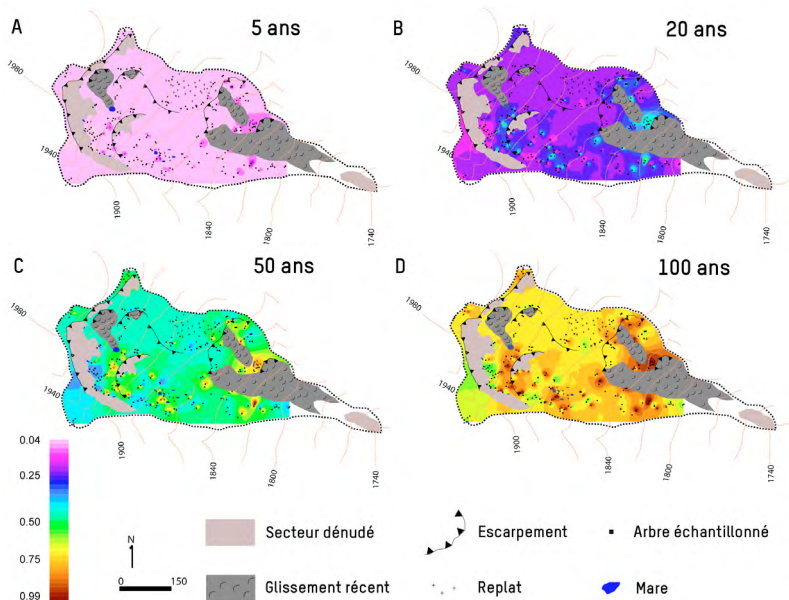 A
5 ans
1980
1940
1900
1840
1800
1740
B
20 ans
1980
1940
1900
1840
1800
1740
C
50 ans
1980
1940
1900
1840
1800
1740
D
100 ans
1980
1940
1900
1840
1800
1740
0.04
0.25
0.50
0.75
0.99
N
0
150
Secteur dénudé
Glissement récent
Escarpement
Replat
Arbre échantillonné
Mare